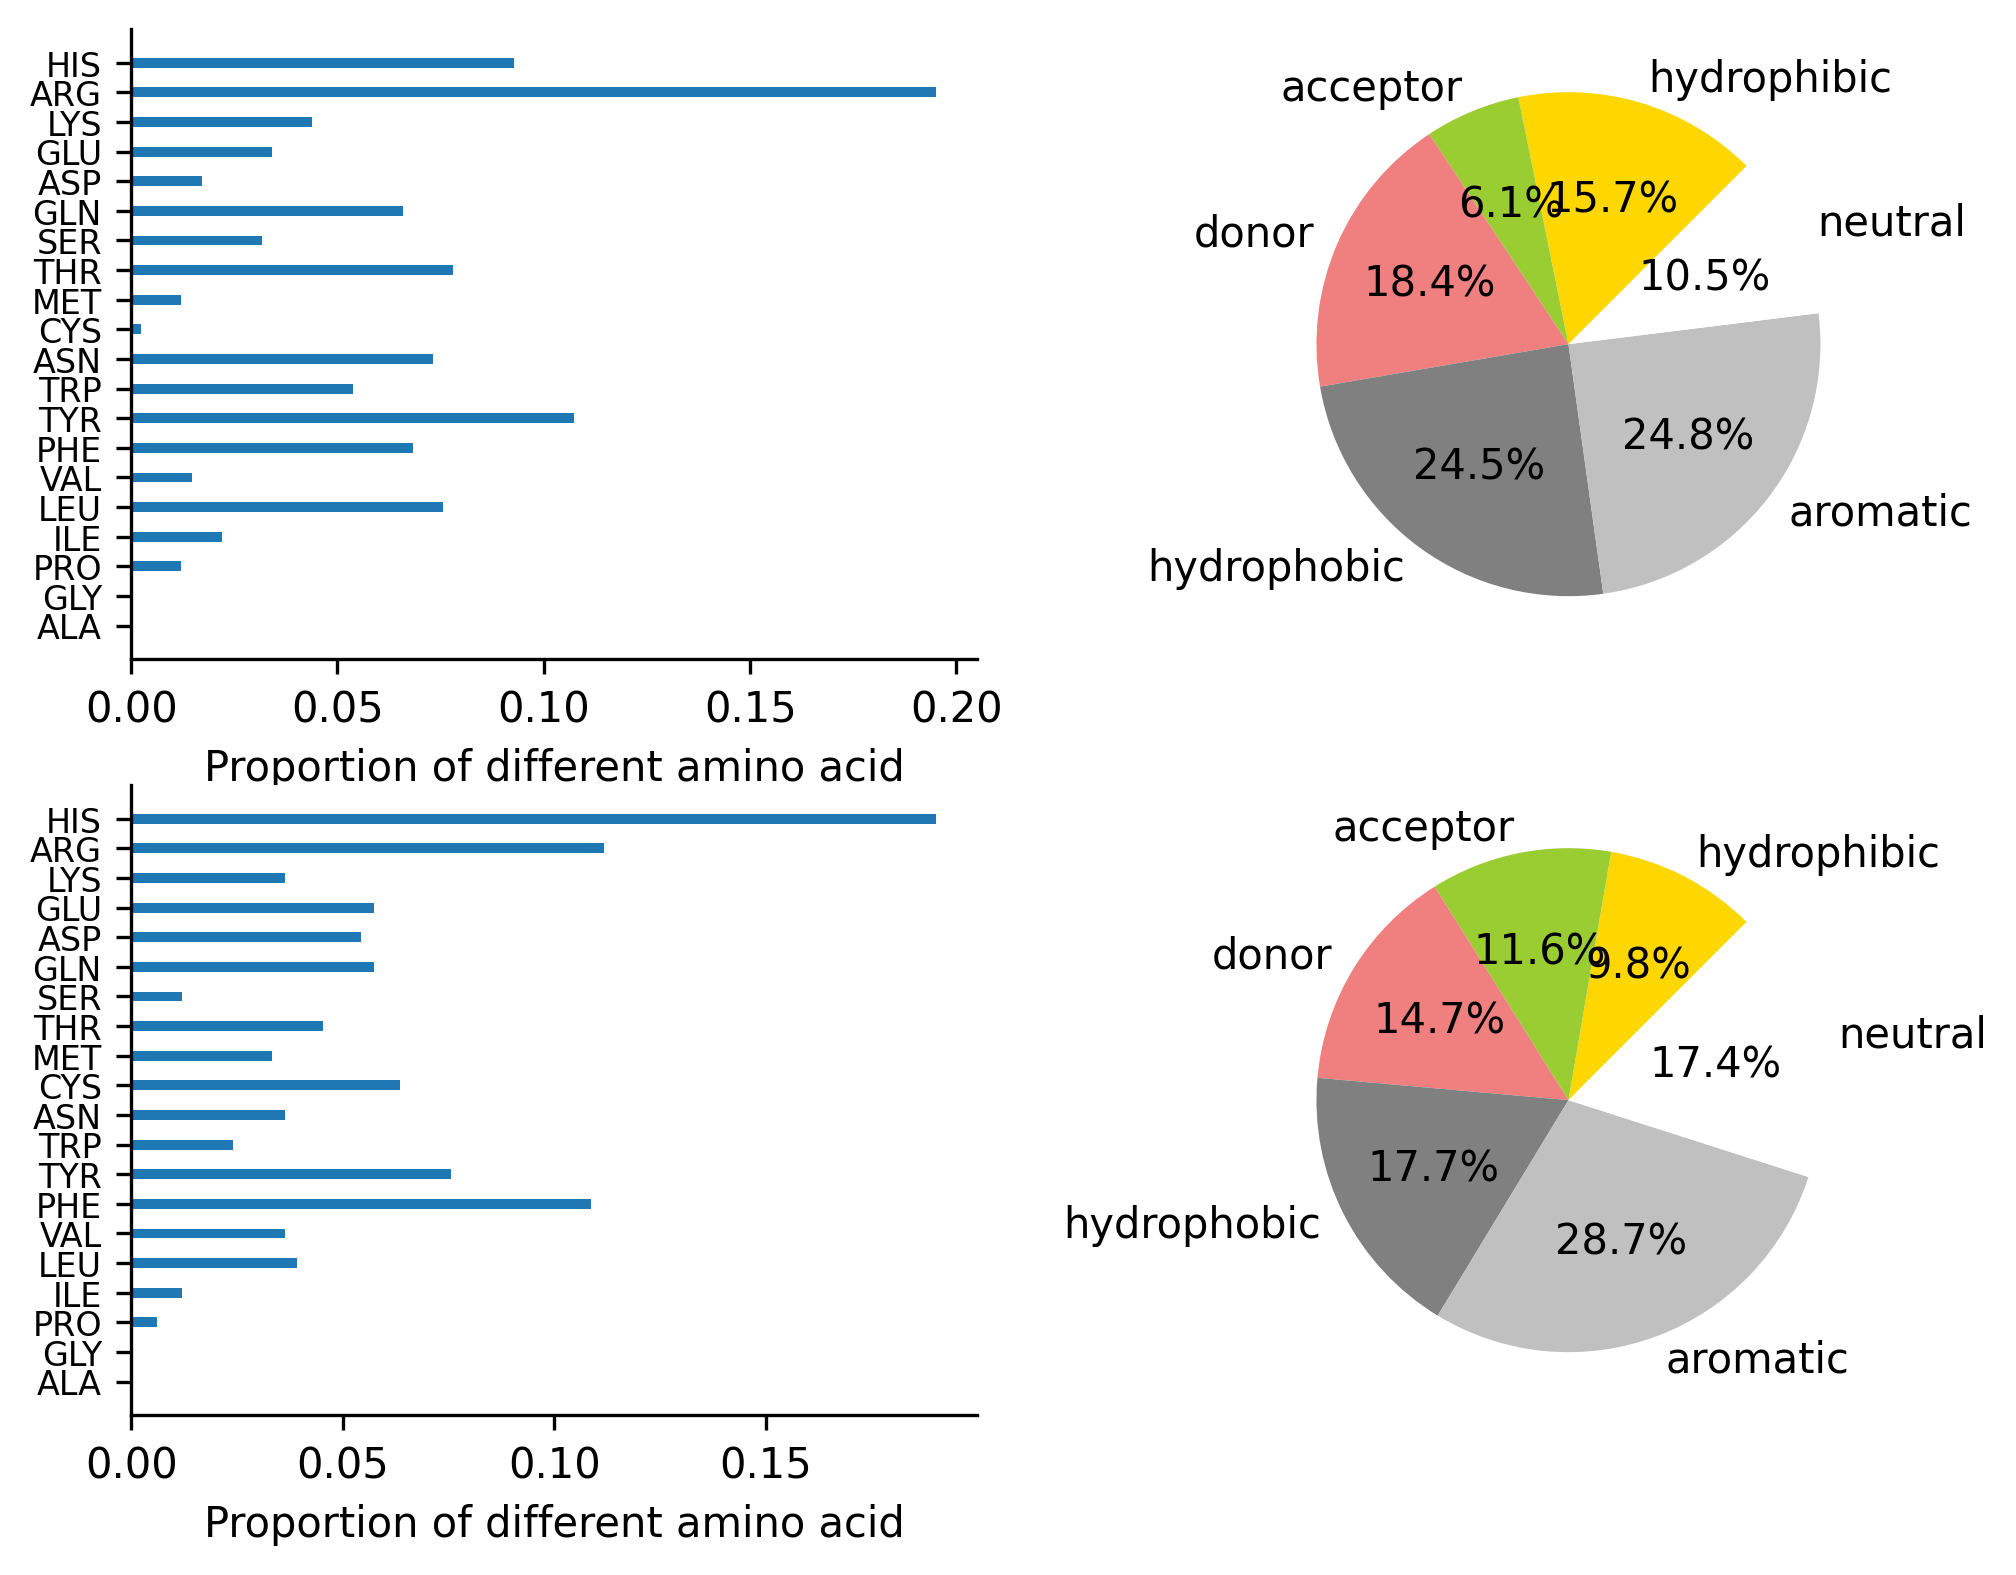 HIS
ARG
LYS
GLU
ASP
GLN
SER
THR
MET
CYS
ASN
TRP
TYR
PHE
VAL
LEU
ILE
PRO
GLY
ALA
0.00 0.05 0.10 0.15 0.20
Proportion of different amino acid
hydrophibic
acceptor
donor
hydrophobic
aromatic
neutral
15.7%
6.1%
18.4%
24.5%
24.8%
10.5%
HIS
ARG
LYS
GLU
ASP
GLN
SER
THR
MET
CYS
ASN
TRP
TYR
PHE
VAL
LEU
ILE
PRO
GLY
ALA
0.00 0.05 0.10 0.15
Proportion of different amino acid
hydrophibic
acceptor
donor
hydrophobic
aromatic
neutral
9.8%
11.6%
14.7%
17.7%
28.7%
17.4%